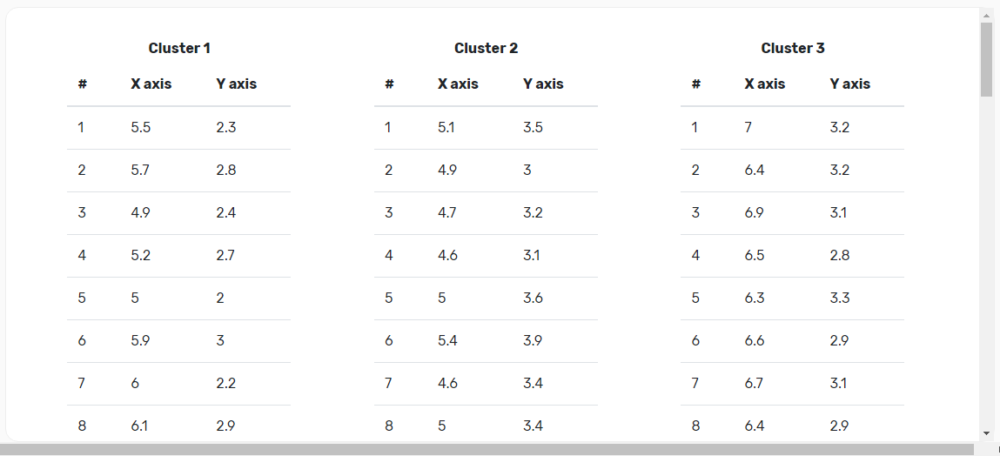 Cluster 1 Cluster 2 Cluster 3
# X axis Y axis # X axis Y axis # X axis Y axis
1 5.5 2.3 1 5.1 3.5 1 7 3.2
2 5.7 2.8 2 4.9 3 2 6.4 3.2
3 4.9 2.4 3 4.7 3.2 3 6.9 3.1
4 5.2 2.7 4 4.6 3.1 4 6.5 2.8
5 5 2 5 5 3.6 5 6.3 3.3
6 5.9 3 6 5.4 3.9 6 6.6 2.9
7 6 2.2 7 4.6 3.4 7 6.7 3.1
8 6.1 2.9 8 5 3.4 8 6.4 2.9